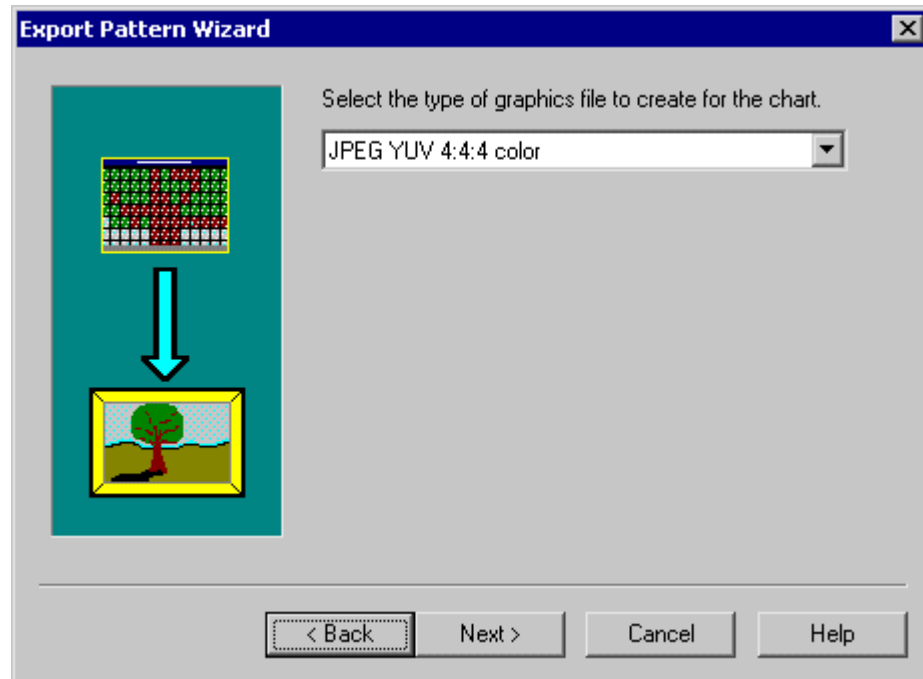 Export Pattern Wizard
Select the type of graphics file to create for the chart.
JPEG YUV 4:4:4 color
< Back
Next >
Cancel
Help